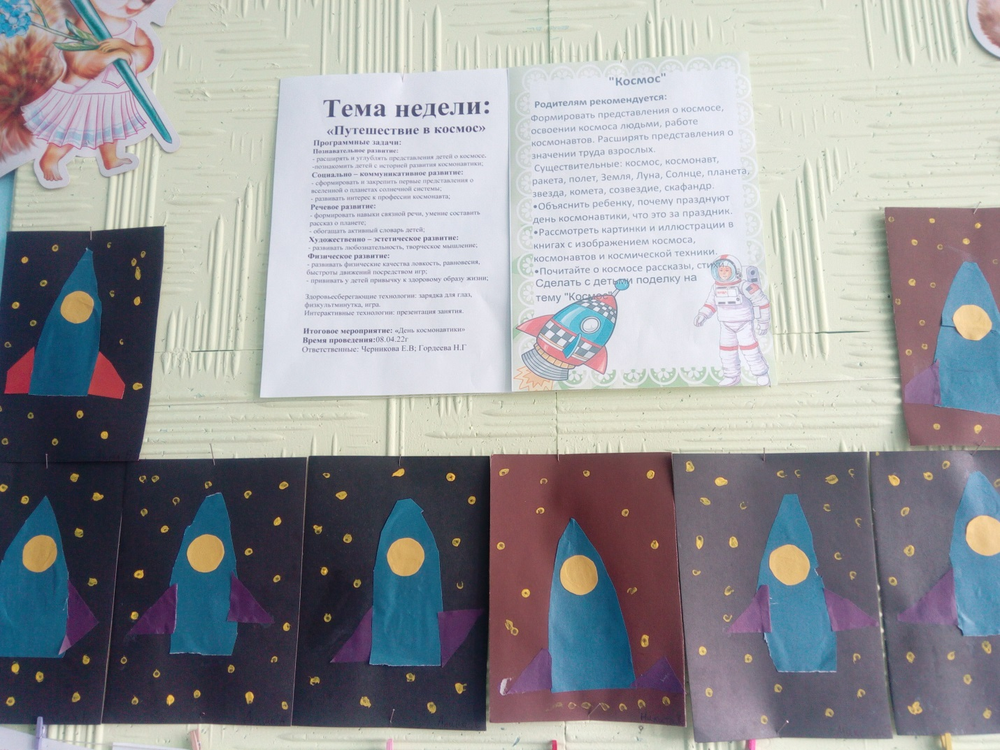 Тема недели:
«Путешествие в космос»
Программные задачи:
Познавательное развитие:
- расширять и углублять представления детей о космосе.
-познакомить детей с историей развития космонавтики;
Социально – коммуникативное развитие:
- сформировать и закрепить первые представления о
вселенной о планетах солнечной системы;
- развивать интерес к профессии космонавта;
Речевое развитие:
- формировать навыки связной речи, умение составить
рассказ о планете;
- обогащать активный словарь детей;
Художественно – эстетическое развитие:
- развивать любознательность, творческое мышление;
Физическое развитие:
- развивать физические качества ловкость, равновесия,
быстроты движений посредством игр;
- прививать у детей привычку к здоровому образу жизни;
Здоровьесберегающие технологии: зарядка для глаз,
физкультминутка, игра.
Интерактивные технологии: презентация занятия.
Итоговое мероприятие: «День космонавтики»
Время проведения:08.04.22г
Ответственные: Черникова Е.В; Гордеева Н.Г
"Космос"
Родителям рекомендуется:
Формировать представления о космосе,
освоении космоса людьми, работе
космонавтов. Расширять представления о
значении труда взрослых.
Существительные: космос, космонавт,
ракета, полет, Земля, Луна, Солнце, планета,
звезда, комета, созвездие, скафандр.
•Объяснить ребенку, почему празднуют
день космонавтики, что это за праздник.
•Рассмотреть картинки и иллюстрации в
книгах с изображением космоса,
космонавтов и космической техники.
•Почитайте о космосе рассказы, стихи.
Сделать с детьми поделку на
тему "Космос"